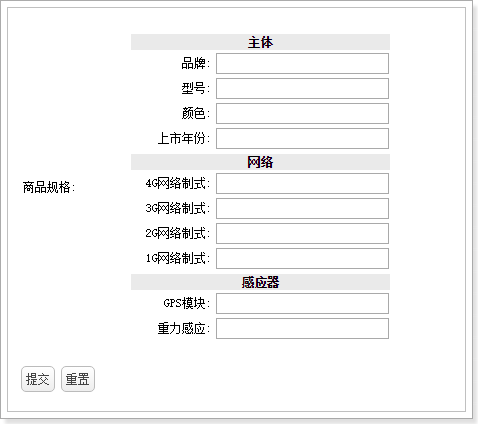 主体
品牌:
型号:
颜色:
上市年份:
网络
商品规格:
4G网络制式:
3G网络制式:
2G网络制式:
1G网络制式:
感应器
GPS模块:
重力感应:
提交 重置